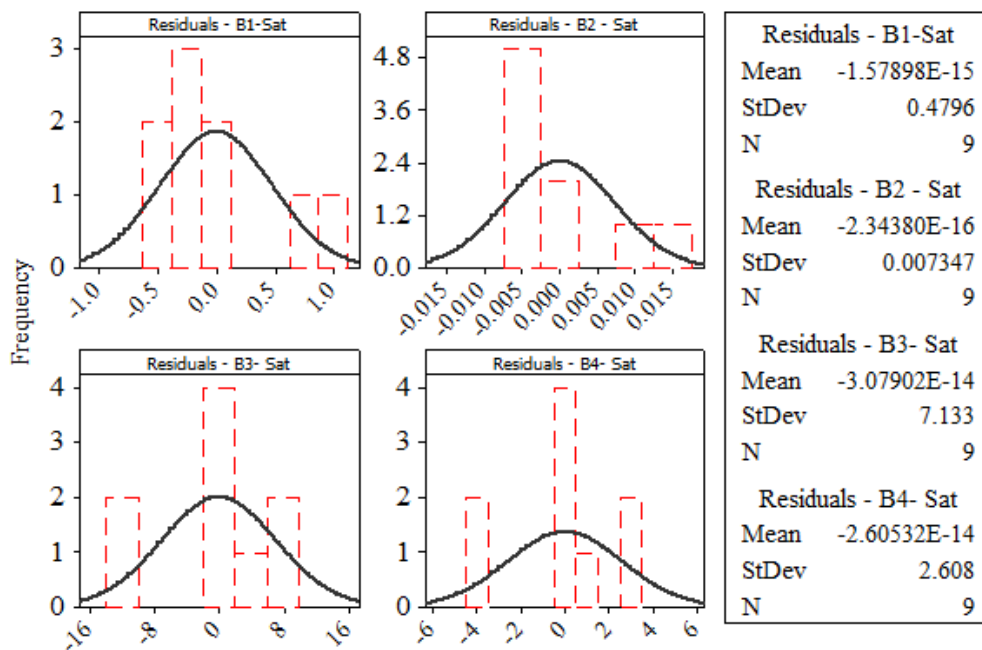 Frequency
Residuals - B1-Sat
3
2
1
0
-1.0 -0.5 0.0 0.5 1.0
Residuals - B2 - Sat
4.8
3.6
2.4
1.2
0.0
-0.015 -0.010 -0.005 0.000 0.005 0.010 0.015
Residuals - B3- Sat
4
3
2
1
0
-16 -8 0 8 16
Residuals - B4- Sat
4
3
2
1
0
-6 -4 -2 0 2 4 6
Residuals - B1-Sat
Mean -1.57898E-15
StDev 0.4796
N 9
Residuals - B2 - Sat
Mean -2.34380E-16
StDev 0.007347
N 9
Residuals - B3- Sat
Mean -3.07902E-14
StDev 7.133
N 9
Residuals - B4- Sat
Mean -2.60532E-14
StDev 2.608
N 9